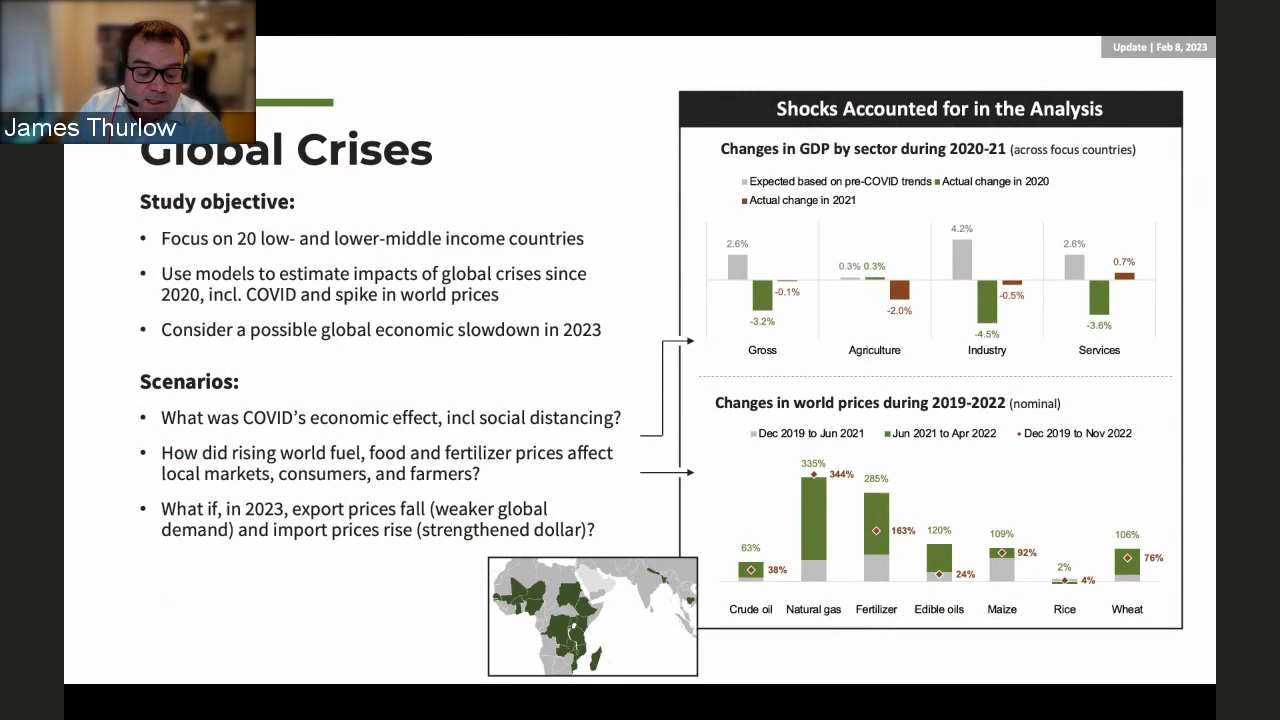 Update | Feb 8, 2023
James Thurlow
Global Crises
Study objective:
• Focus on 20 low- and lower-middle income countries
• Use models to estimate impacts of global crises since
2020, incl. COVID and spike in world prices
• Consider a possible global economic slowdown in 2023
Scenarios:
• What was COVID’s economic effect, incl social distancing?
• How did rising world fuel, food and fertilizer prices affect
local markets, consumers, and farmers?
• What if, in 2023, export prices fall (weaker global
demand) and import prices rise (strengthened dollar)?
Shocks Accounted for in the Analysis
Changes in GDP by sector during 2020-21 (across focus countries)
Expected based on pre-COVID trends Actual change in 2020
Actual change in 2021
2.6% -3.2% -0.1%
0.3% 0.3% -2.0%
4.2% -4.5% -0.5%
2.6% -3.6% 0.7%
Gross Agriculture Industry Services
Changes in world prices during 2019-2022 (nominal)
Dec 2019 to Jun 2021 Jun 2021 to Apr 2022 Dec 2019 to Nov 2022
63% 38%
335% 344%
285% 163%
120% 24%
109% 92%
2% 4%
106% 76%
Crude oil Natural gas Fertilizer Edible oils Maize Rice Wheat